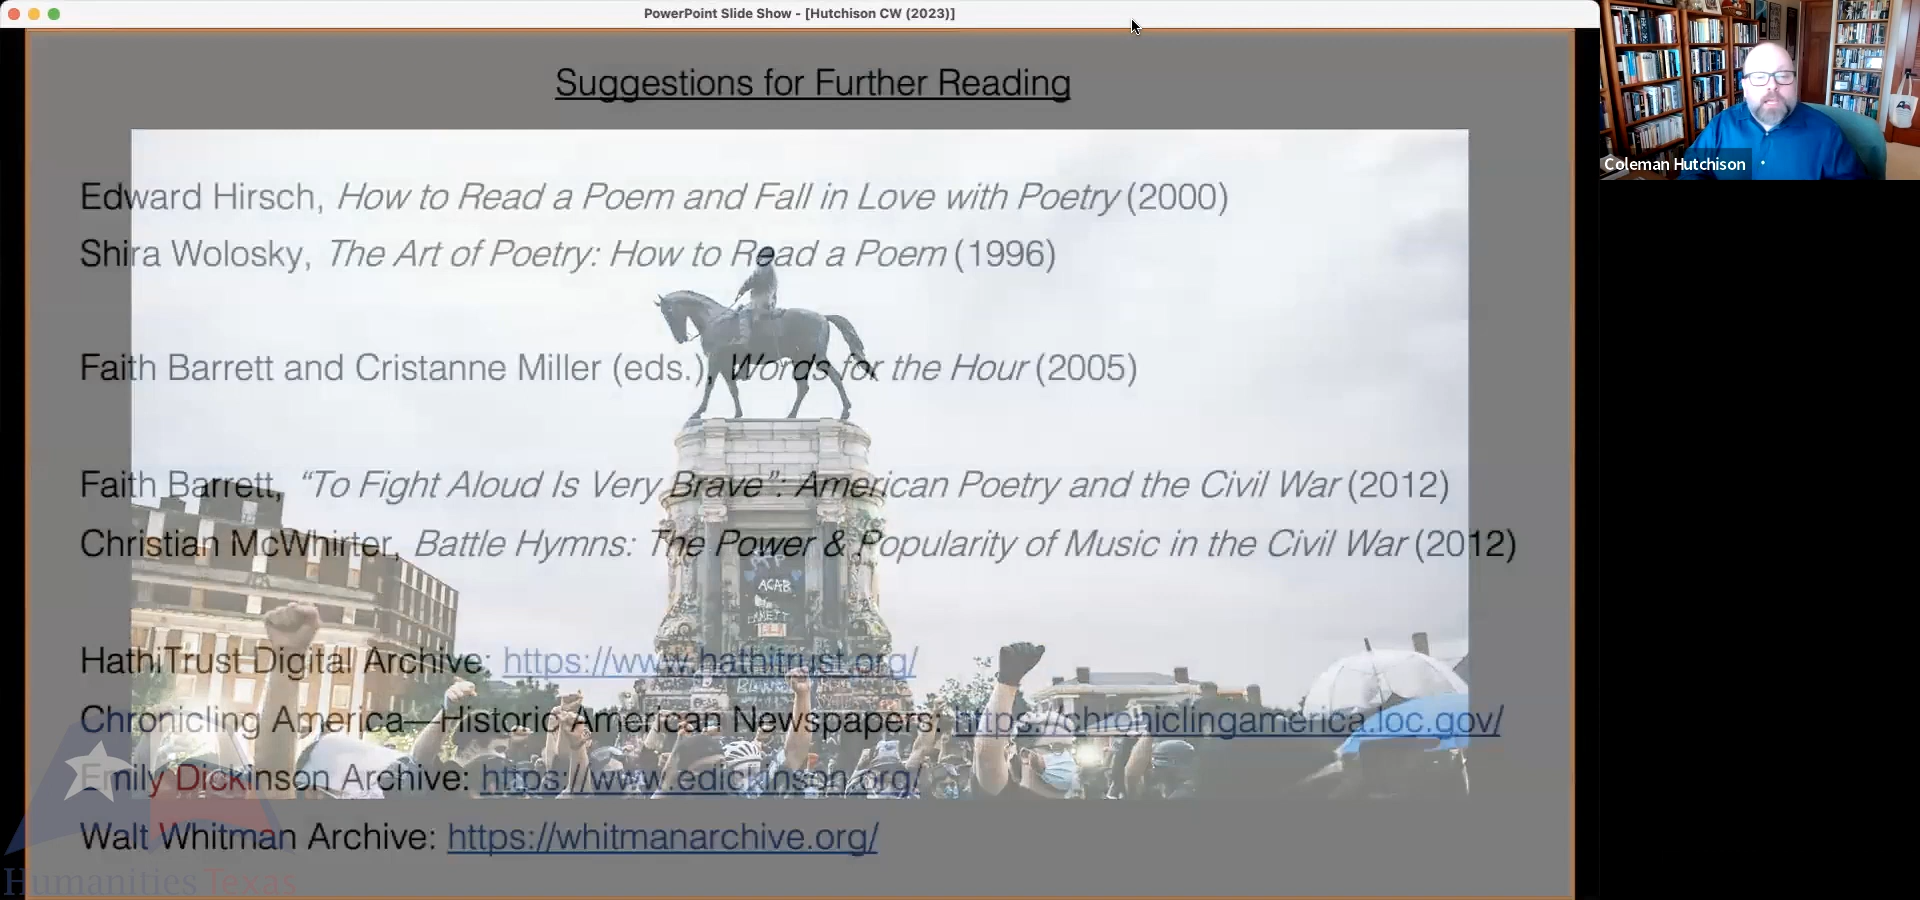 PowerPoint Slide Show - [Hutchison CW (2023)]
Suggestions for Further Reading
Edward Hirsch, How to Read a Poem and Fall in Love with Poetry (2000)
Shira Wolosky, The Art of Poetry: How to Read a Poem (1996)
Faith Barrett and Cristanne Miller (eds.), Words for the Hour (2005)
Faith Barrett, “To Fight Aloud Is Very Brave”: American Poetry and the Civil War (2012)
Christian McWhirter, Battle Hymns: The Power & Popularity of Music in the Civil War (2012)
ACAB
HathiTrust Digital Archive: https://www.hathitrust.org/
Chronicling America—Historic American Newspapers: https://chroniclingamerica.loc.gov/
Emily Dickinson Archive: https://www.edickinson.org/
Walt Whitman Archive: https://whitmanarchive.org/
Humanities Texas
Coleman Hutchison